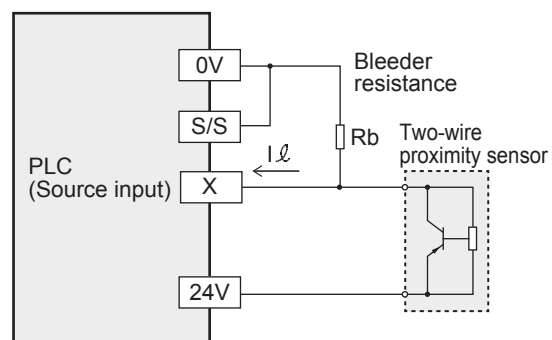 0V
Bleeder
resistance
S/S
Rb
Two-wire
proximity sensor
Iℓ
PLC
(Source input)
X
24V